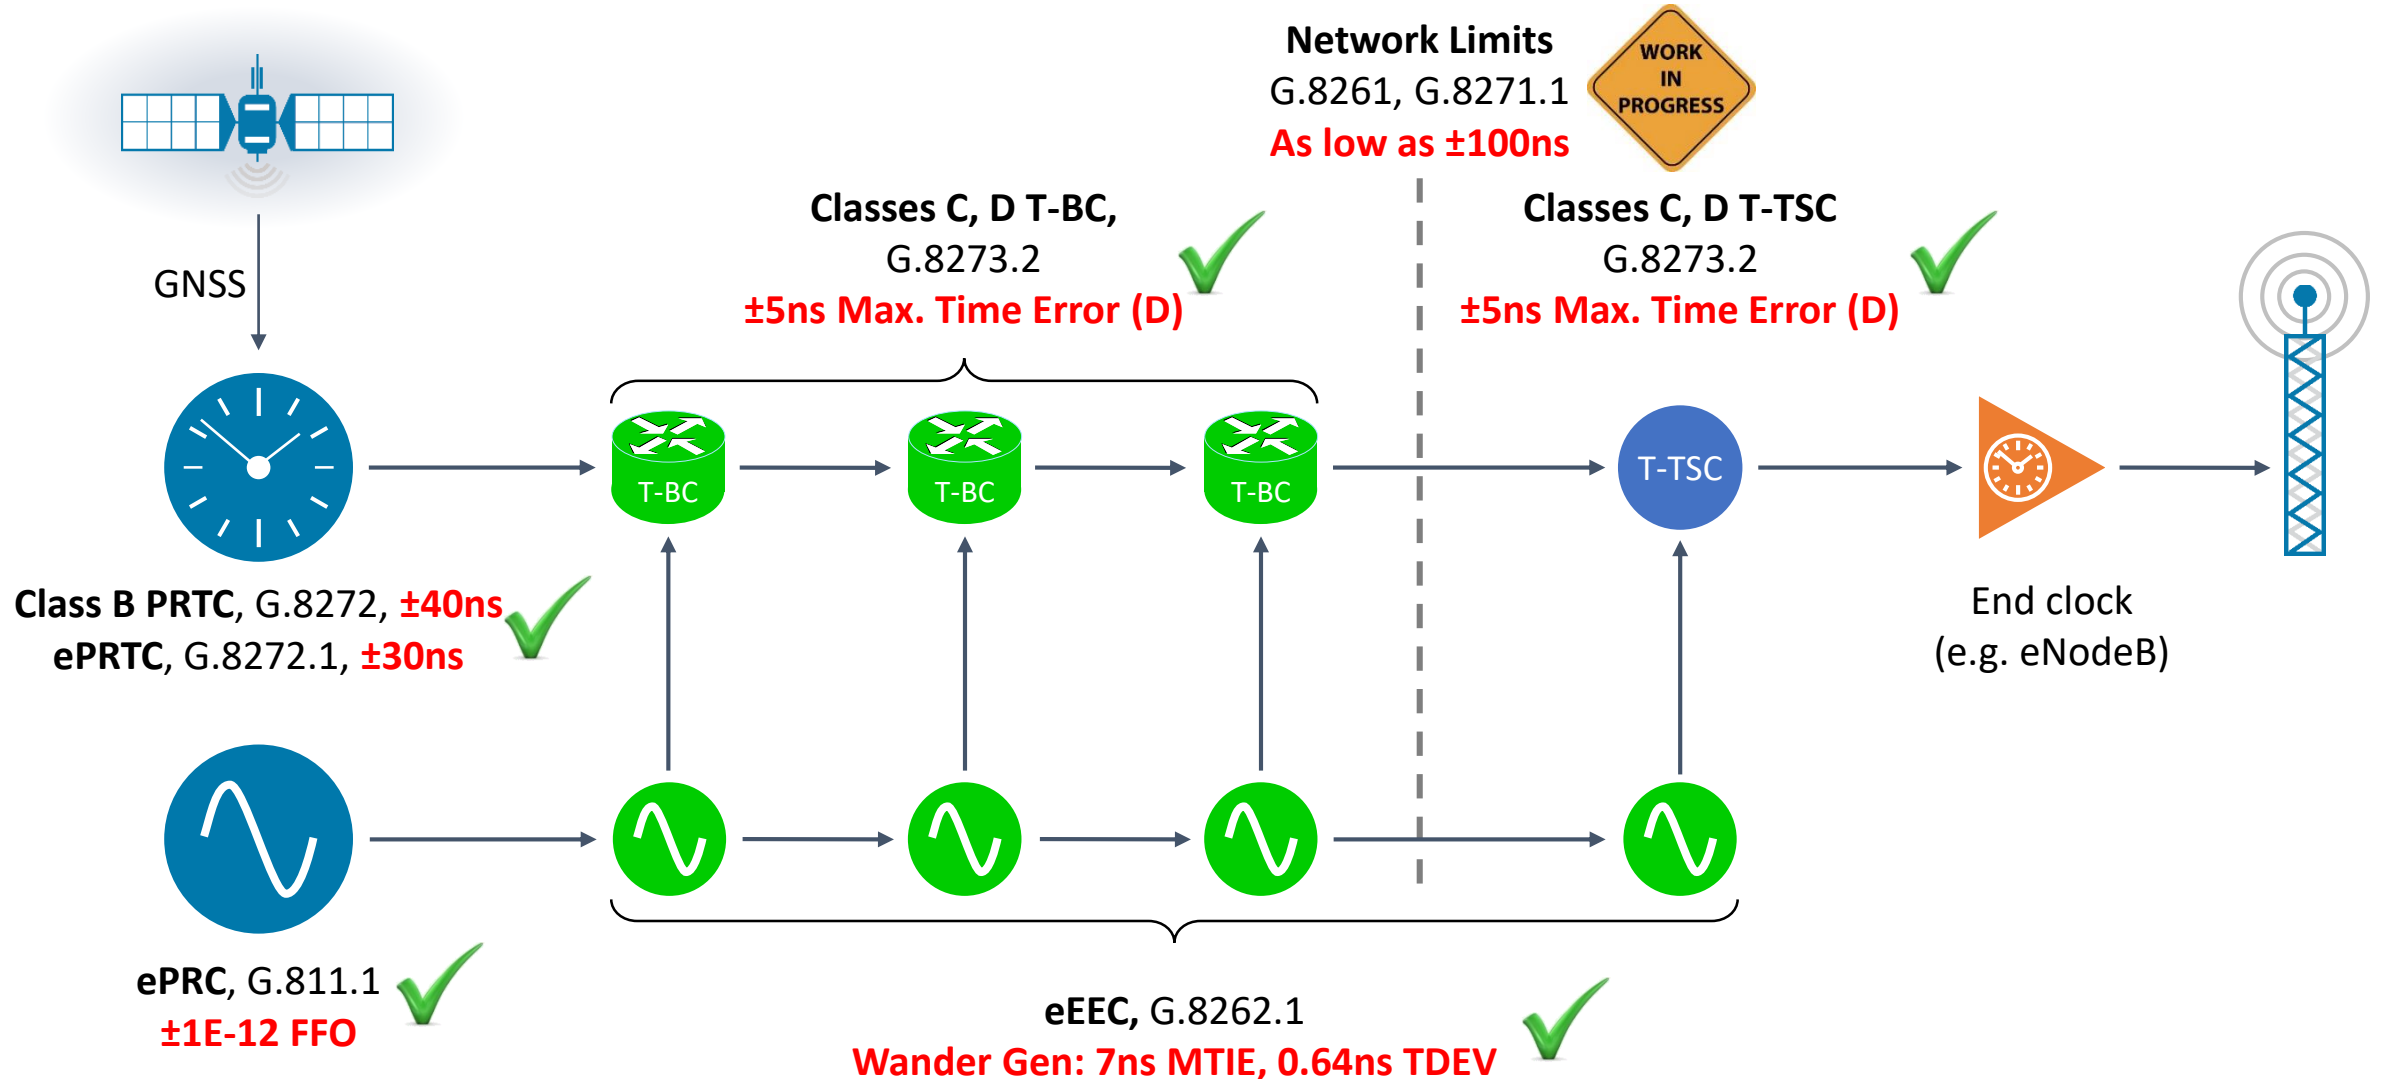 Network Limits
G.8261, G.8271.1
As low as ±100ns
WORK
IN
PROGRESS
Classes C, D T-BC,
G.8273.2
±5ns Max. Time Error (D)
Classes C, D T-TSC
G.8273.2
±5ns Max. Time Error (D)
GNSS
T-BC
T-BC
T-BC
T-TSC
Class B PRTC, G.8272, ±40ns
ePRTC, G.8272.1, ±30ns
End clock
(e.g. eNodeB)
ePRC, G.811.1
±1E-12 FFO
eEEC, G.8262.1
Wander Gen: 7ns MTIE, 0.64ns TDEV